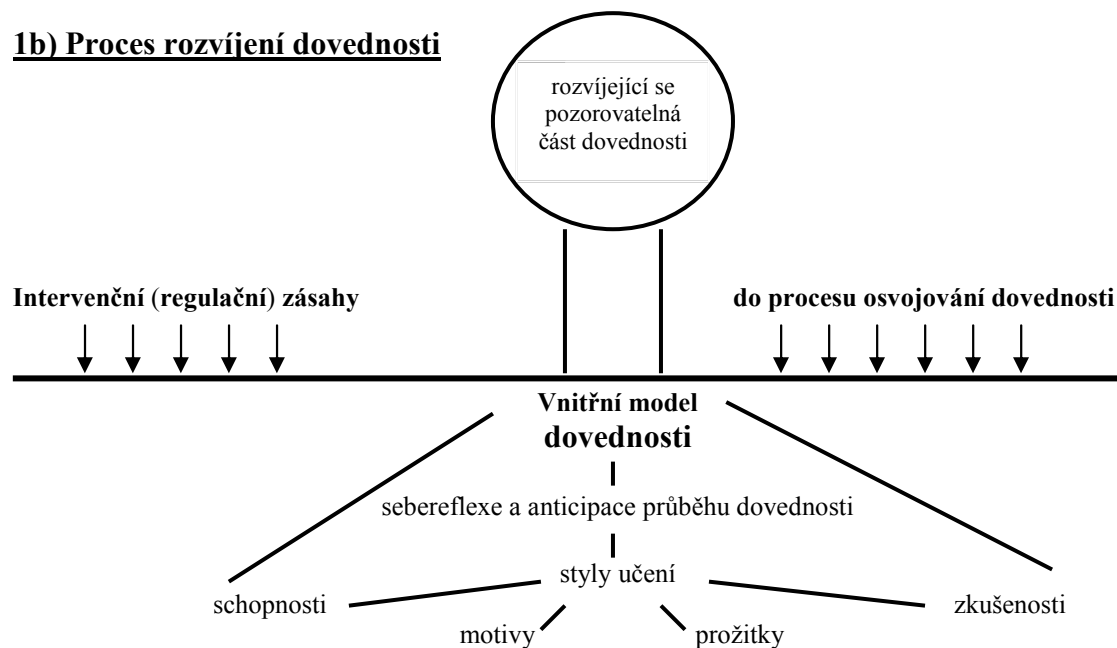 1b) Proces rozvíjení dovednosti
rozvíjející se
pozorovatelná
část dovednosti
Intervenční (regulační) zásahy
do procesu osvojování dovednosti
Vnitřní model
dovednosti
sebereflexe a anticipace průběhu dovednosti
styly učení
schopnosti
zkušenosti
motivy
prožitky